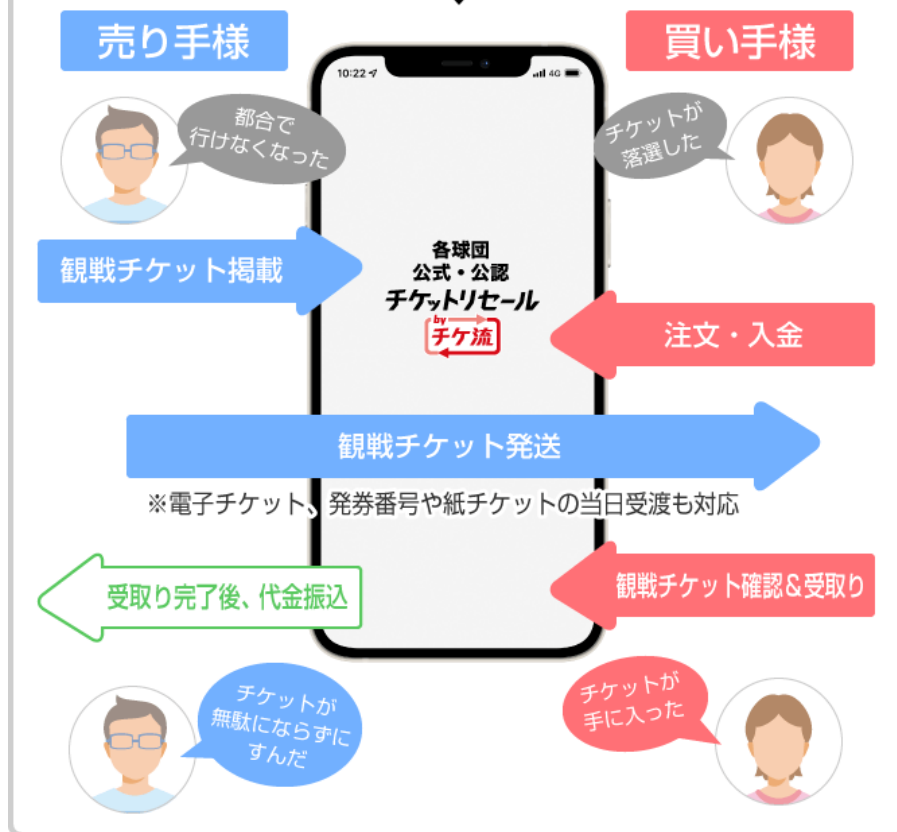 売り手様
買い手様
10:22
4G
都合で
行けなくなった
チケットが
落選した
各球団
公式・公認
チケットリセール
by
チケ流
観戦チケット掲載
注文・入金
観戦チケット発送
※電子チケット、発券番号や紙チケットの当日受渡も対応
観戦チケット確認&受取り
受取り完了後、代金振込
チケットが
無駄にならずに
すんだ
チケットが
手に入った